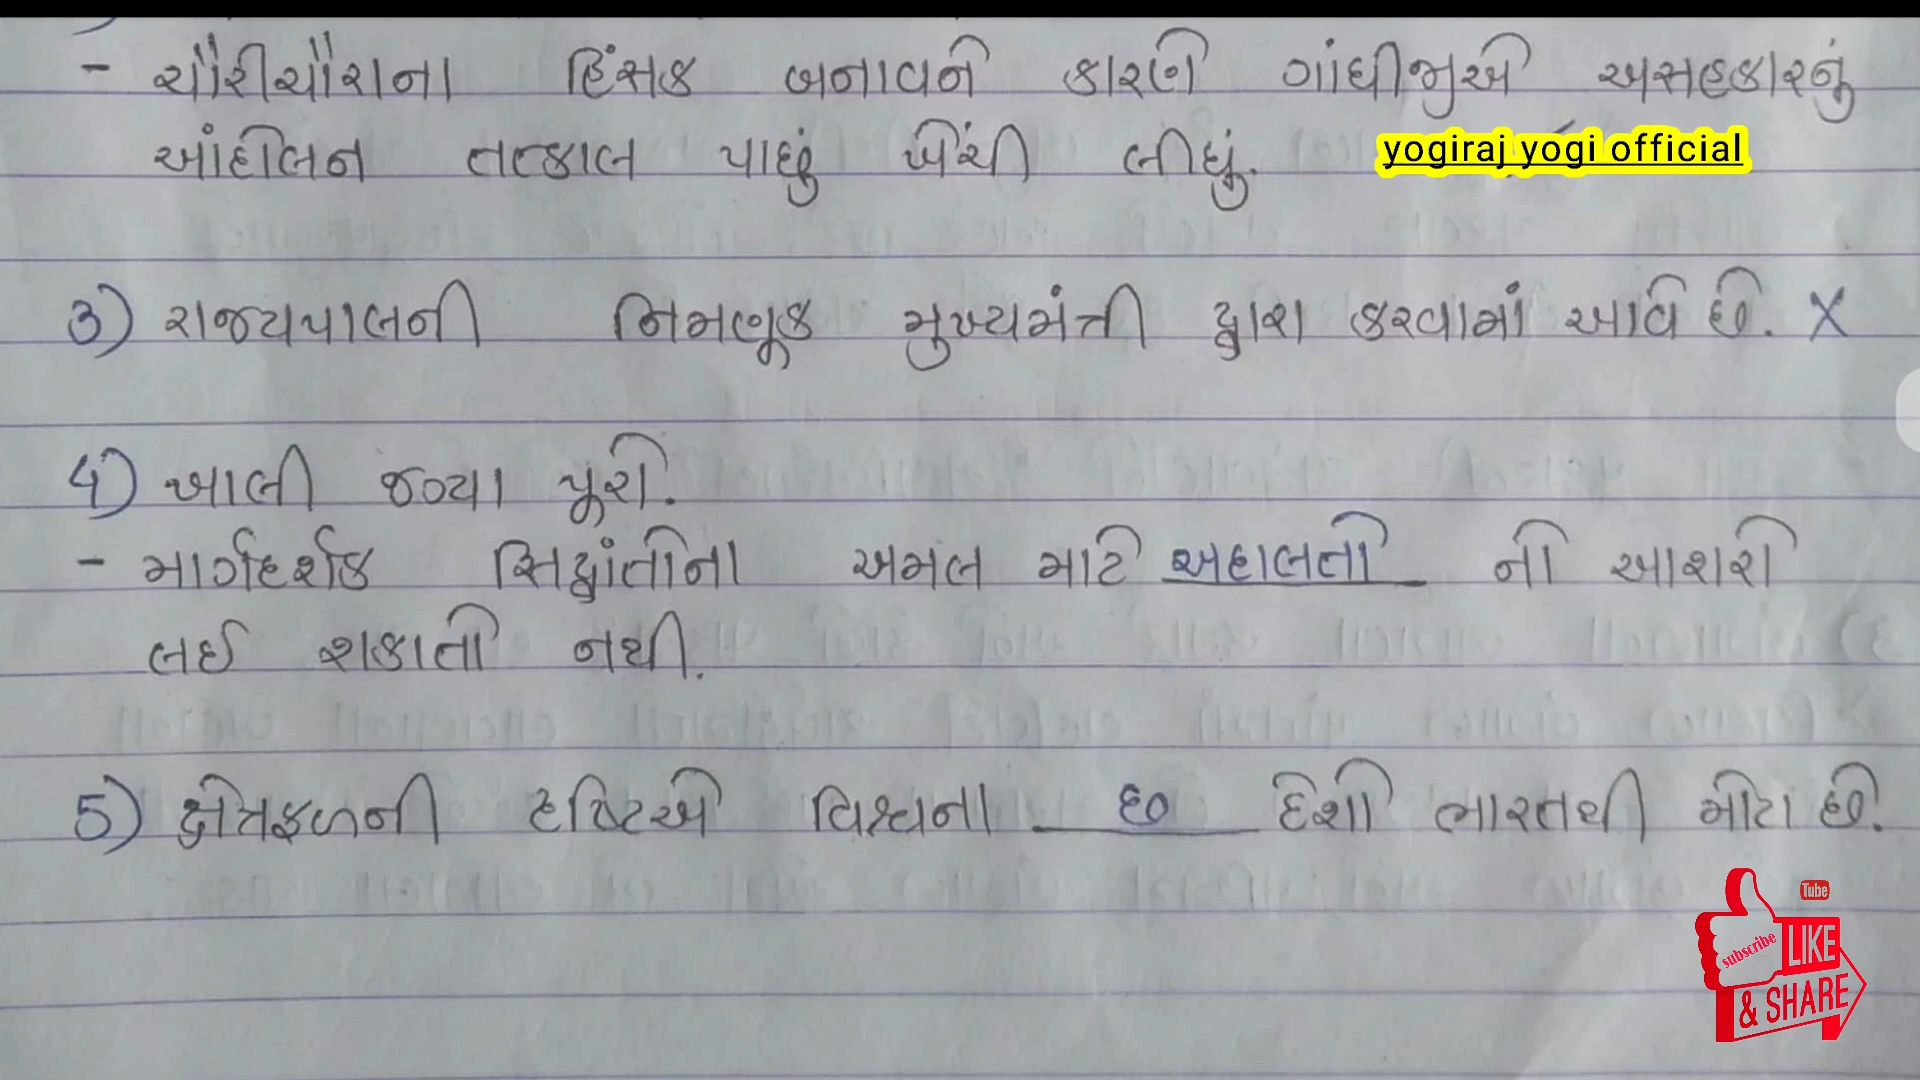 - ચૌરીચૌરાના હિંસક બનાવને કારણે ગાંધીજીએ અસહકારનું
આંદોલન તત્કાલ પાછું ખેંચી લીધું.
yogiraj yogi official
3) રાજ્યપાલની નિમણૂક મુખ્યમંત્રી દ્વારા કરવામાં આવે છે. X
4) ખાલી જગ્યા પૂરો.
- માર્ગદર્શક સિદ્ધાંતોના અમલ માટે અદાલતો નો આશરો
લઈ શકાતો નથી.
5) ક્ષેત્રફળની દૃષ્ટિએ વિશ્વના છ દેશો ભારતથી મોટા છે.
Tube
subscribe LIKE
& SHARE